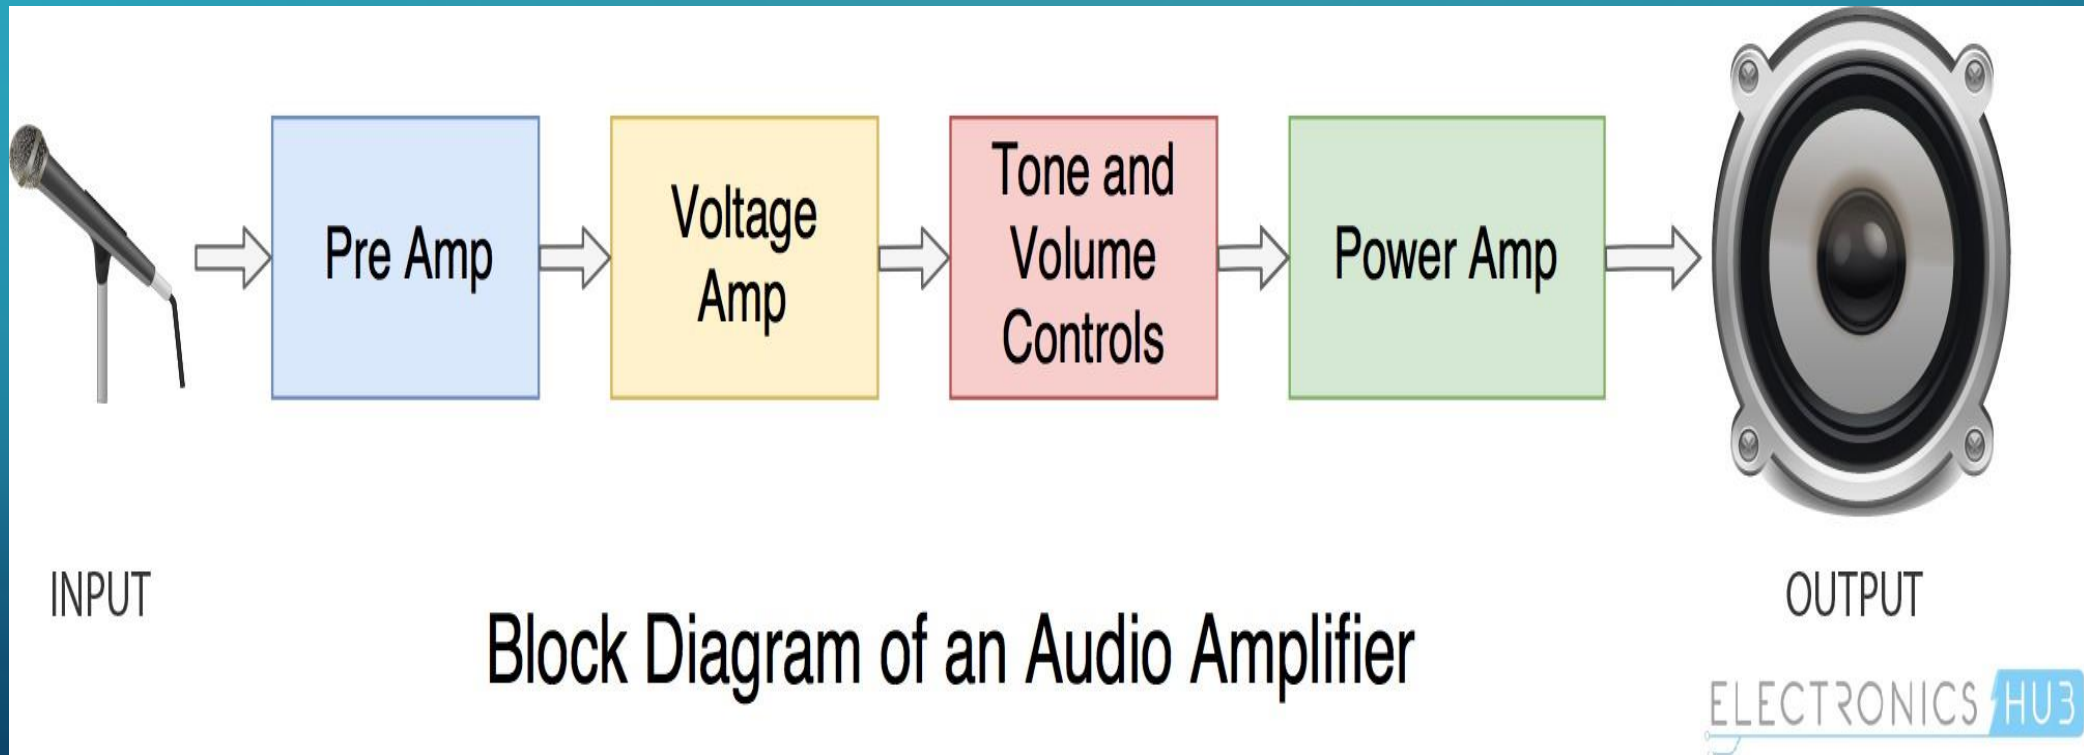 Pre Amp
Voltage
Amp
Tone and
Volume
Controls
Power Amp
INPUT
OUTPUT
Block Diagram of an Audio Amplifier
ELECTRONICS HUB